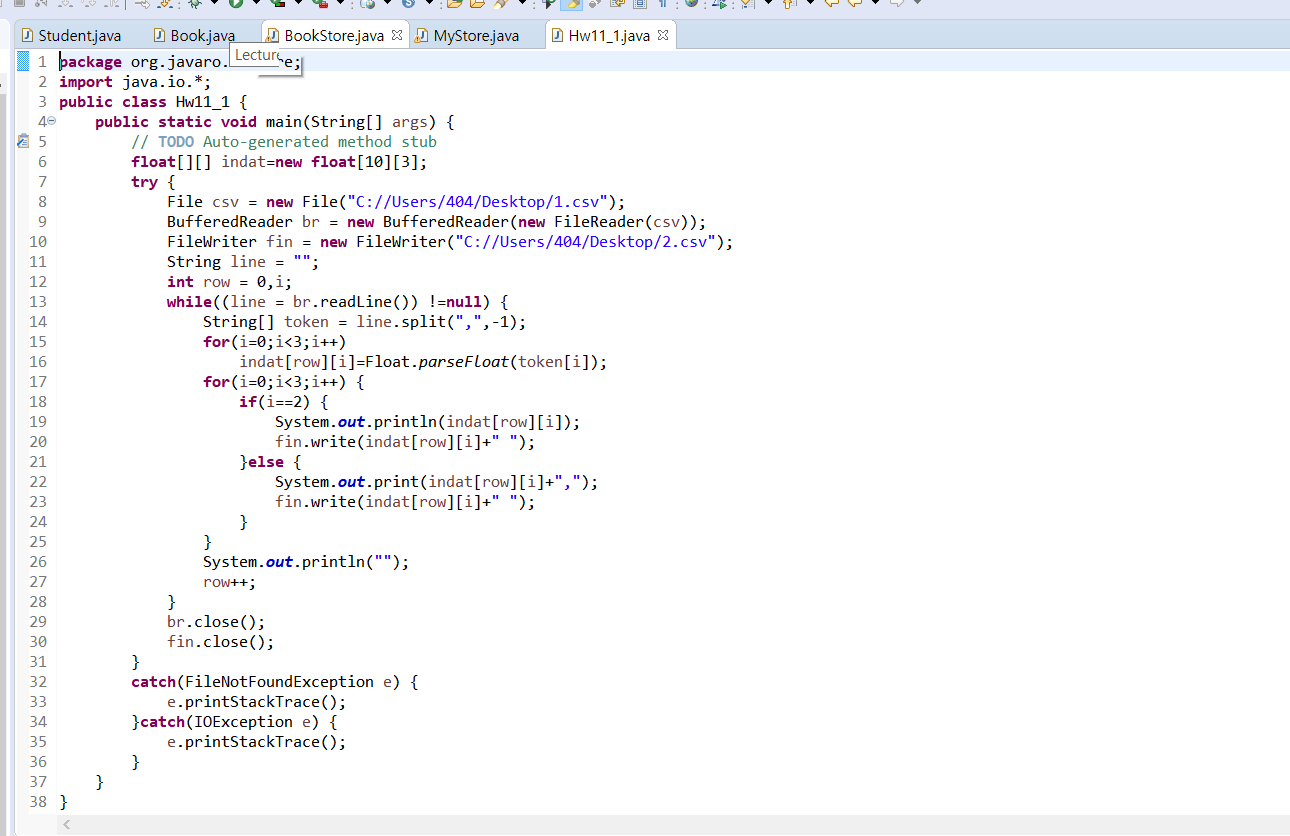 Student.java Book.java BookStore.java MyStore.java Hw11_1.java
Lecture
1 package org.javaro. e;
2 import java.io.*;
3 public class Hw11_1 {
4 public static void main(String[] args) {
5 // TODO Auto-generated method stub
6 float[][] indat=new float[10][3];
7 try {
8 File csv = new File("C://Users/404/Desktop/1.csv");
9 BufferedReader br = new BufferedReader(new FileReader(csv));
10 FileWriter fin = new FileWriter("C://Users/404/Desktop/2.csv");
11 String line = "";
12 int row = 0,i;
13 while((line = br.readLine()) !=null) {
14 String[] token = line.split(",",-1);
15 for(i=0;i<3;i++)
16 indat[row][i]=Float.parseFloat(token[i]);
17 for(i=0;i<3;i++) {
18 if(i==2) {
19 System.out.println(indat[row][i]);
20 fin.write(indat[row][i]+" ");
21 }else {
22 System.out.print(indat[row][i]+",");
23 fin.write(indat[row][i]+" ");
24 }
25 }
26 System.out.println("");
27 row++;
28 }
29 br.close();
30 fin.close();
31 }
32 catch(FileNotFoundException e) {
33 e.printStackTrace();
34 }catch(IOException e) {
35 e.printStackTrace();
36 }
37 }
38 }